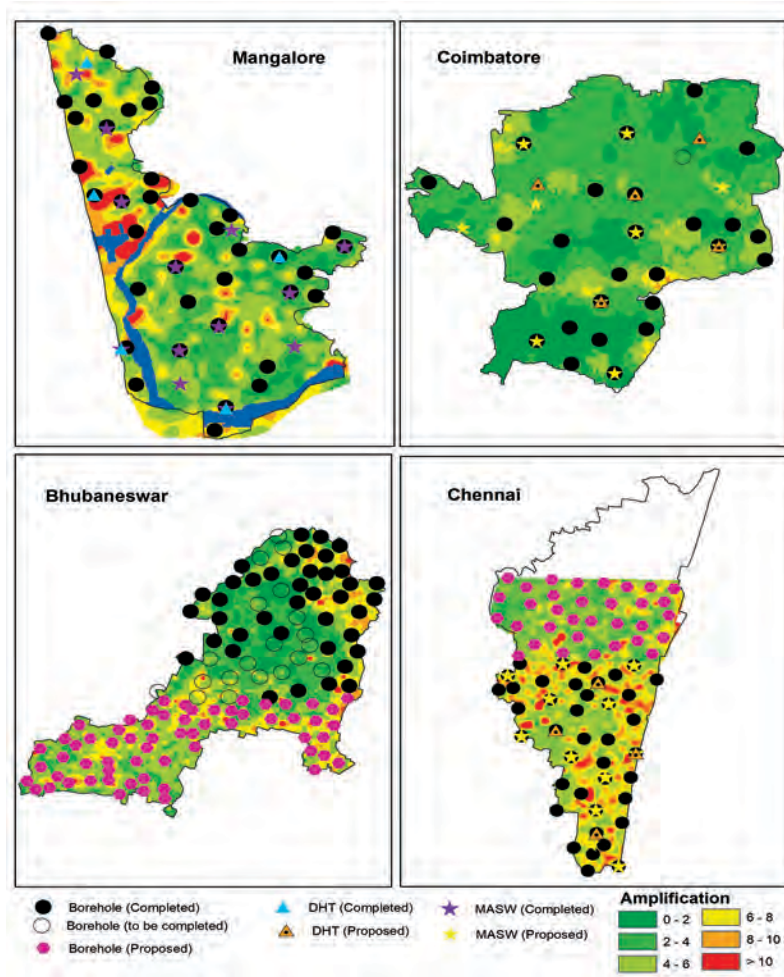 Mangalore
Coimbatore
Bhubaneswar
Chennai
Borehole (Completed)
Borehole (to be completed)
Borehole (Proposed)
DHT (Completed)
DHT (Proposed)
MASW (Completed)
MASW (Proposed)
Amplification
0 - 2
2 - 4
4 - 6
6 - 8
8 - 10
> 10